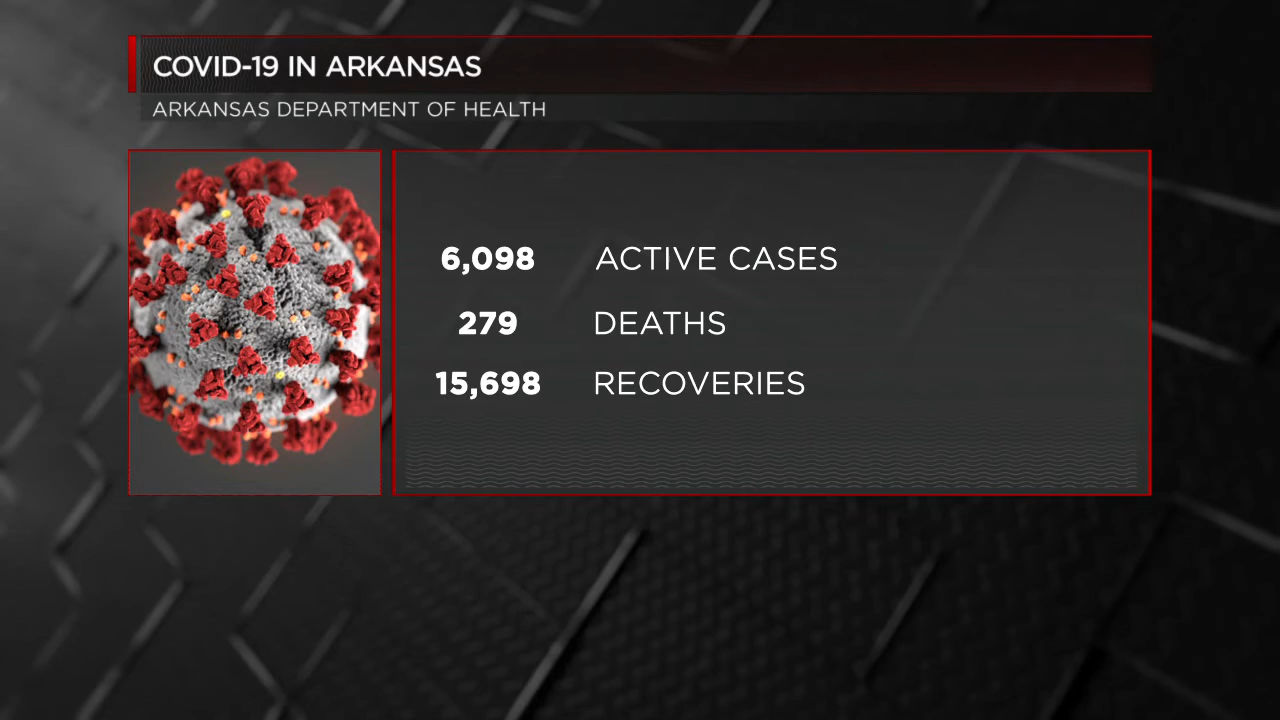 COVID-19 IN ARKANSAS
ARKANSAS DEPARTMENT OF HEALTH
6,098 ACTIVE CASES
279 DEATHS
15,698 RECOVERIES